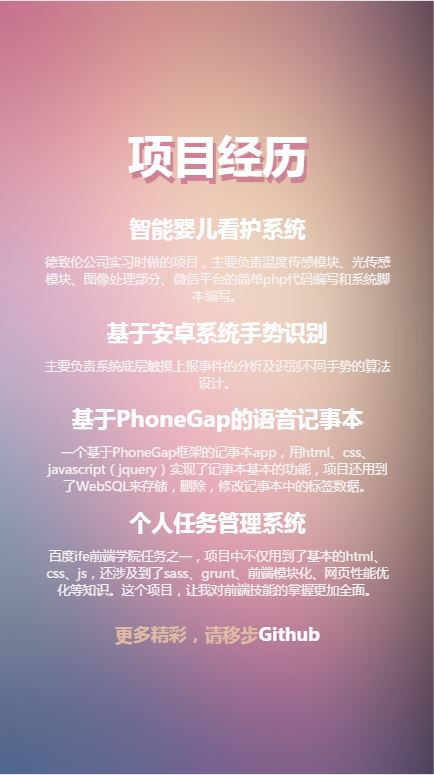 项目经历
智能婴儿看护系统
德致伦公司实习时做的项目，主要负责温度传感模块、光传感
模块、图像处理部分、微信平台的简单php代码编写和系统脚
本编写。
基于安卓系统手势识别
主要负责系统底层触摸上报事件的分析及识别不同手势的算法
设计。
基于PhoneGap的语音记事本
一个基于PhoneGap框架的记事本app，用html、css、
javascript（jquery）实现了记事本基本的功能，项目还用到
了WebSQL来存储，删除，修改记事本中的标签数据。
个人任务管理系统
百度ife前端学院任务之一，项目中不仅用到了基本的html、
css、js，还涉及到了sass、grunt、前端模块化、网页性能优
化等知识。这个项目，让我对前端技能的掌握更加全面。
更多精彩，请移步Github